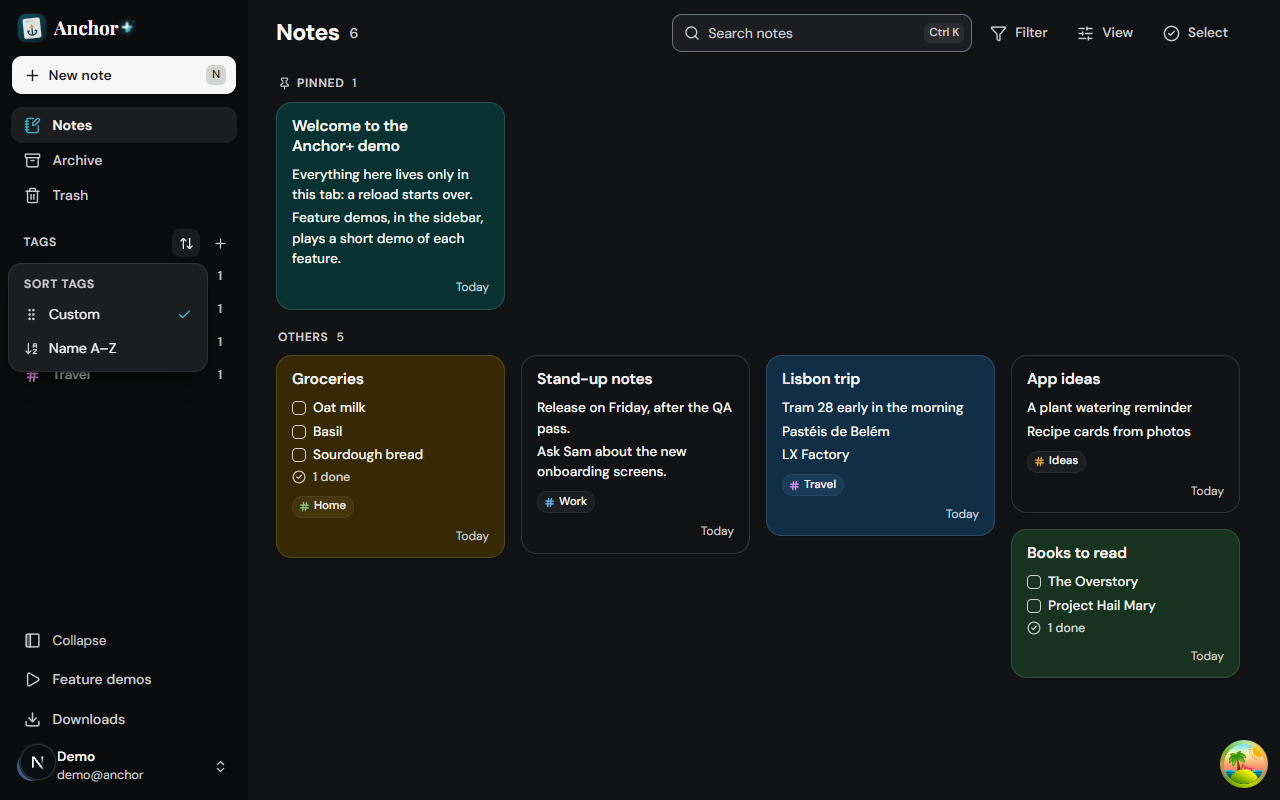 Anchor
New note N
Notes
Archive
Trash
TAGS
1
SORT TAGS
Custom
1
Name A–Z
1
Travel 1
Collapse
Feature demos
Downloads
N
Demo
demo@anchor
Notes 6
Search notes Ctrl K
Filter
View
Select
PINNED 1
Welcome to the
Anchor+ demo
Everything here lives only in
this tab: a reload starts over.
Feature demos, in the sidebar,
plays a short demo of each
feature.
Today
OTHERS 5
Groceries
Oat milk
Basil
Sourdough bread
1 done
# Home
Today
Stand-up notes
Release on Friday, after the QA
pass.
Ask Sam about the new
onboarding screens.
# Work
Today
Lisbon trip
Tram 28 early in the morning
Pastéis de Belém
LX Factory
# Travel
Today
App ideas
A plant watering reminder
Recipe cards from photos
# Ideas
Today
Books to read
The Overstory
Project Hail Mary
1 done
Today